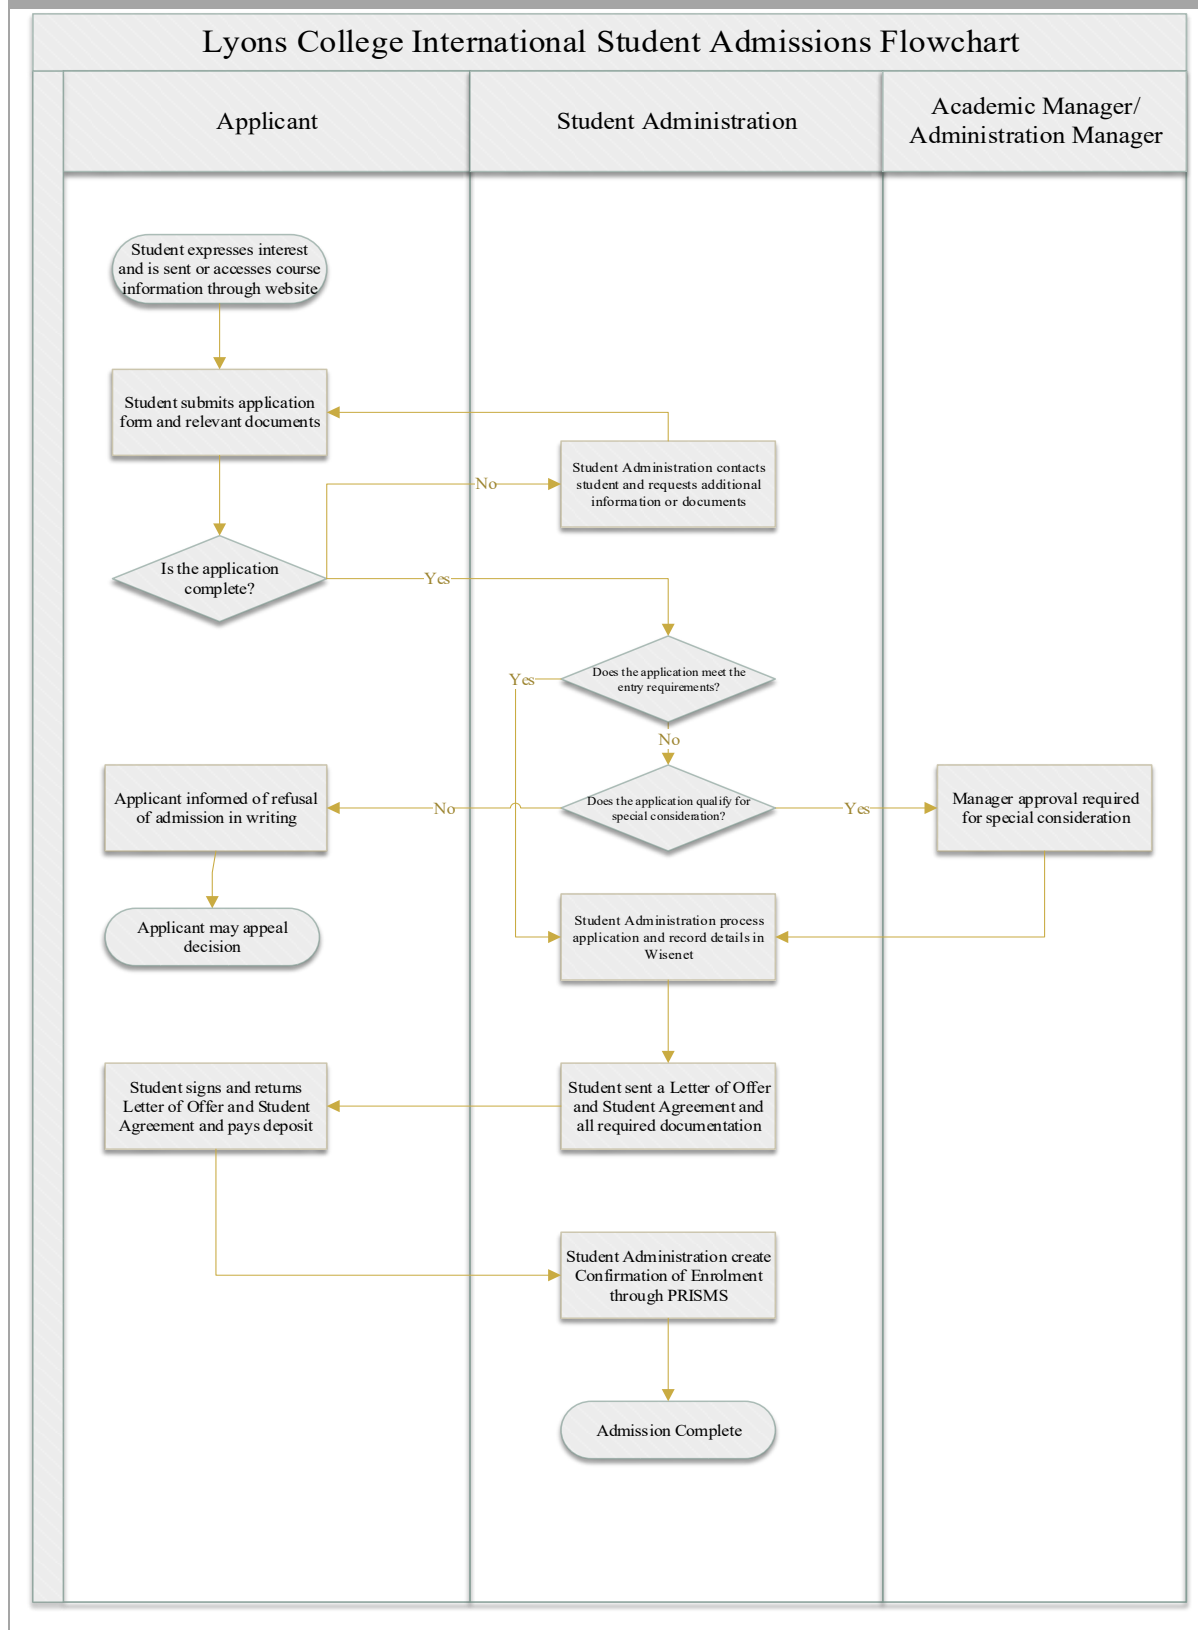 Lyons College International Student Admissions Flowchart
Applicant
Student Administration
Academic Manager/
Administration Manager
Student expresses interest
and is sent or accesses course
information through website
Student submits application
form and relevant documents
Student Administration contacts
student and requests additional
information or documents
No
Is the application
complete?
Yes
Does the application meet the
entry requirements?
Yes
No
Applicant informed of refusal
of admission in writing
No
Does the application qualify for
special consideration?
Yes
Manager approval required
for special consideration
Applicant may appeal
decision
Student Administration process
application and record details in
Wisenet
Student signs and returns
Letter of Offer and Student
Agreement and pays deposit
Student sent a Letter of Offer
and Student Agreement and
all required documentation
Student Administration create
Confirmation of Enrolment
through PRISMS
Admission Complete